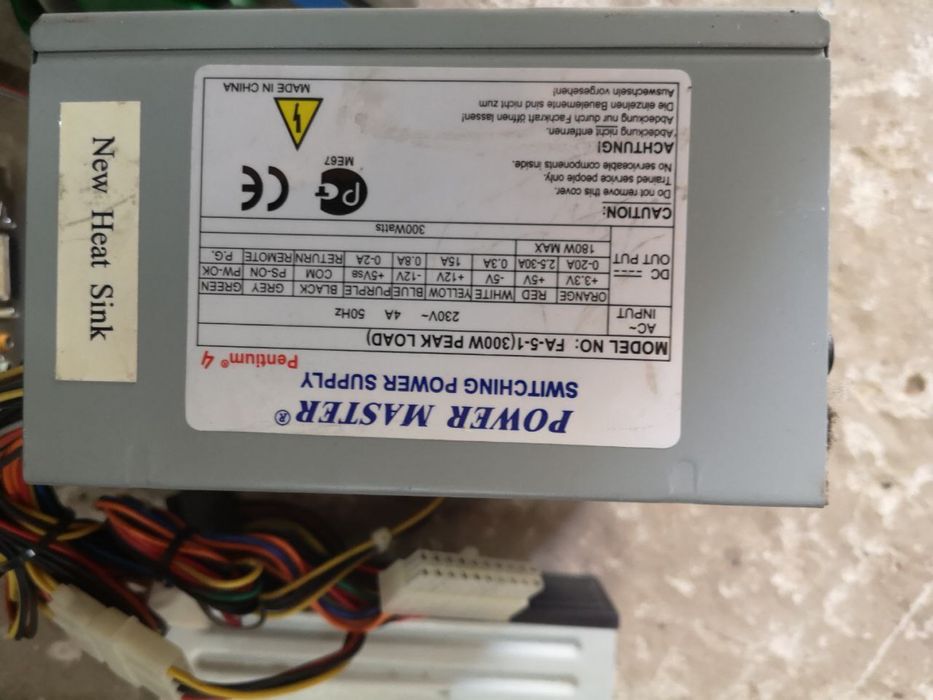 POWER MASTER®
SWITCHING POWER SUPPLY
Pentium® 4
MODEL NO: FA-5-1(300W PEAK LOAD)
AC~ INPUT
230V~ 4A 50Hz
DC OUT PUT
ORANGE RED WHITE YELLOW BLUE PURPLE BLACK GREY GREEN
+3.3V +5V -5V +12V -12V +5VSB COM PS-ON PW-OK
0-20A 2.5-30A 0.3A 15A 0.8A 0-2A RETURN REMOTE P.G.
180W MAX
300Watts
CAUTION:
Do not remove this cover.
Trained service people only.
No serviceable components inside.
ACHTUNG!
Abdeckung nicht entfernen.
Abdeckung nur durch Fachkraft öffnen lassen!
Die einzelnen Bauelemente sind nicht zum
Auswechseln vorgesehen!
PCT
ME67
CE
MADE IN CHINA
New Heat Sink